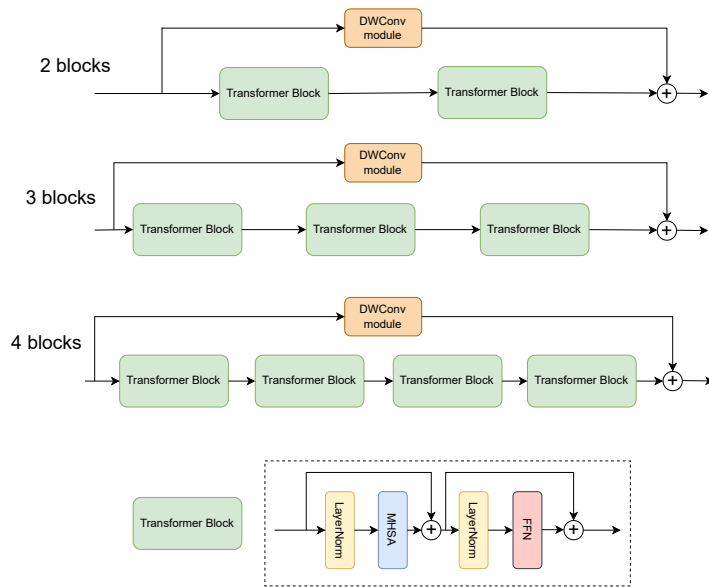 DWConv
module
2 blocks
Transformer Block
Transformer Block
+
DWConv
module
3 blocks
Transformer Block
Transformer Block
Transformer Block
+
DWConv
module
4 blocks
Transformer Block
Transformer Block
Transformer Block
Transformer Block
+
Transformer Block
LayerNorm
MHSA
+
LayerNorm
FFN
+